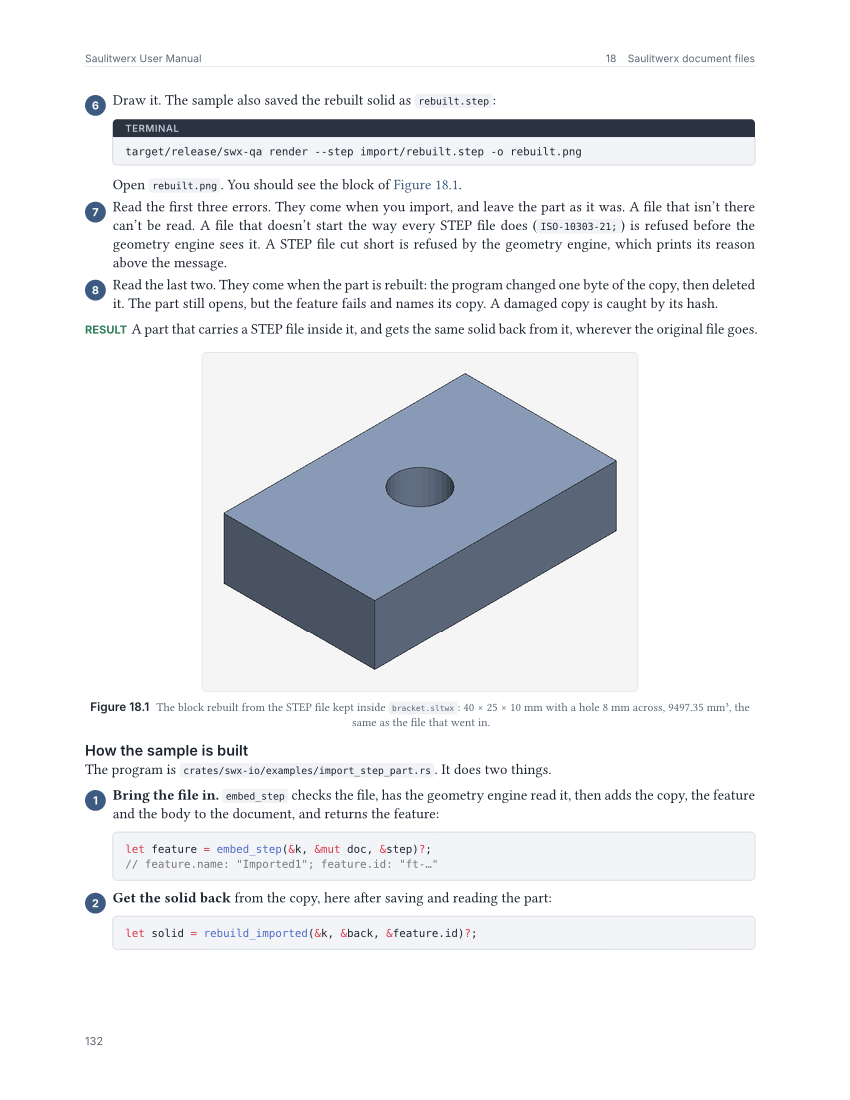 Saulitwerx User Manual
18 Saulitwerx document files
6 Draw it. The sample also saved the rebuilt solid as rebuilt.step:
TERMINAL
target/release/swx-qa render --step import/rebuilt.step -o rebuilt.png
Open rebuilt.png. You should see the block of Figure 18.1.
7 Read the first three errors. They come when you import, and leave the part as it was. A file that isn't there
can't be read. A file that doesn't start the way every STEP file does (ISO-10303-21;) is refused before the
geometry engine sees it. A STEP file cut short is refused by the geometry engine, which prints its reason
above the message.
8 Read the last two. They come when the part is rebuilt: the program changed one byte of the copy, then deleted
it. The part still opens, but the feature fails and names its copy. A damaged copy is caught by its hash.
RESULT A part that carries a STEP file inside it, and gets the same solid back from it, wherever the original file goes.
Figure 18.1 The block rebuilt from the STEP file kept inside bracket.sltwx: 40 × 25 × 10 mm with a hole 8 mm across, 9497.35 mm³, the
same as the file that went in.
How the sample is built
The program is crates/swx-io/examples/import_step_part.rs. It does two things.
1 Bring the file in. embed_step checks the file, has the geometry engine read it, then adds the copy, the feature
and the body to the document, and returns the feature:
let feature = embed_step(&k, &mut doc, &step)?;
// feature.name: "Imported1"; feature.id: "ft-…"
2 Get the solid back from the copy, here after saving and reading the part:
let solid = rebuild_imported(&k, &back, &feature.id)?;
132